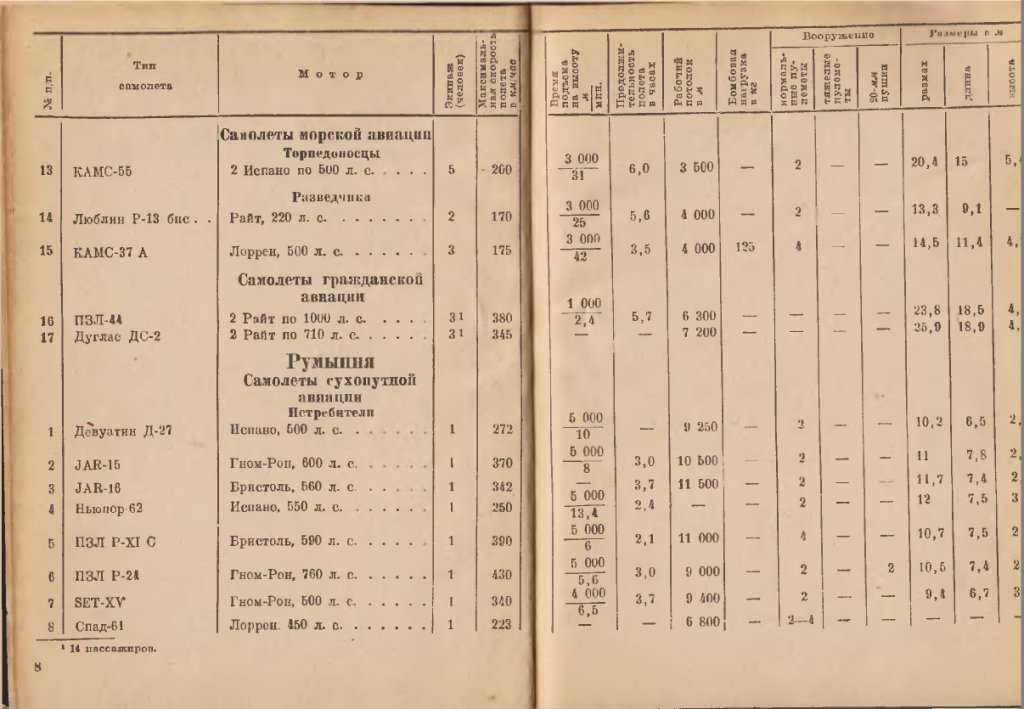 № п.п. Тип самолета Мотор Экипаж (человек) Максимальная скорость полета в км/час Время подъема на высоту м мин. Продолжительность полета в часах Рабочий потолок в м Бомбовая нагрузка в кг Вооружение нормальные пулеметы тяжелые пулеметы 20-мм пушки Размеры в м размах длина высота
Самолеты морской авиации
Торпедоносцы
13 КАМС-55 2 Испано по 500 л. с. . . . . 5 260 3 000/31 6,0 3 500 — 2 — — 20,4 15 5,
Разведчики
14 Люблин Р-13 бис . . Райт, 220 л. с. . . . . . . . 2 170 3 000/25 5,6 4 000 — 2 — — 13,3 9,1 —
15 КАМС-37 А Лоррен, 500 л. с. . . . . . . 3 175 3 000/42 3,5 4 000 125 4 — — 14,5 11,4 4,
Самолеты гражданской
авиации
16 ПЗЛ-44 2 Райт по 1000 л. с. . . . . 3¹ 380 1 000/2,4 5,7 6 300 — — — — 23,8 18,5 4,
17 Дуглас ДС-2 2 Райт по 710 л. с. . . . . . 3¹ 345 — — 7 200 — — — — 25,9 18,9 4,
Румыния
Самолеты сухопутной
авиации
Истребители
1 Девуатин Д-27 Испано, 500 л. с. . . . . . . 1 272 5 000/10 — 9 250 — 2 — — 10,2 6,5 2,
2 JAR-15 Гном-Рон, 600 л. с. . . . . . 1 370 5 000/8 3,0 10 500 — 2 — — 11 7,8 2,
3 JAR-16 Бристоль, 560 л. с. . . . . . 1 342 — 3,7 11 500 — 2 — — 11,7 7,4 2
4 Ньюпор-62 Испано, 550 л. с. . . . . . . 1 250 5 000/13,4 2,4 — — 2 — — 12 7,5 3
5 ПЗЛ Р-XI С Бристоль, 590 л. с. . . . . . 1 390 5 000/6 2,1 11 000 — 4 — — 10,7 7,5 2
6 ПЗЛ Р-24 Гном-Рон, 760 л. с. . . . . . 1 430 5 000/5,6 3,0 9 000 — 2 — 2 10,5 7,4 2
7 SET-XV Гном-Рон, 500 л. с. . . . . . 1 340 4 000/6,5 3,7 9 400 — 2 — — 9,4 6,7 3
8 Спад-61 Лоррен. 450 л. с. . . . . . . 1 223 — — 6 800 — 2—4 — — — — —
¹ 14 пассажиров.
8